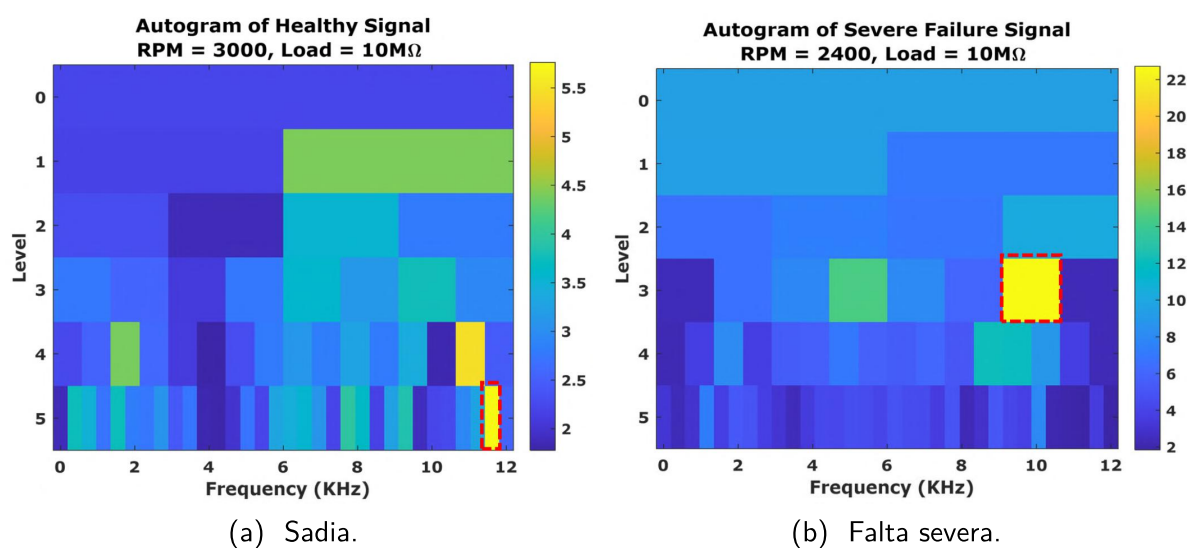 Autogram of Healthy Signal
RPM = 3000, Load = 10MΩ
Level
0
1
2
3
4
5
0 2 4 6 8 10 12
Frequency (KHz)
5.5
5
4.5
4
3.5
3
2.5
2
(a) Sadia.
Autogram of Severe Failure Signal
RPM = 2400, Load = 10MΩ
Level
0
1
2
3
4
5
0 2 4 6 8 10 12
Frequency (KHz)
22
20
18
16
14
12
10
8
6
4
2
(b) Falta severa.